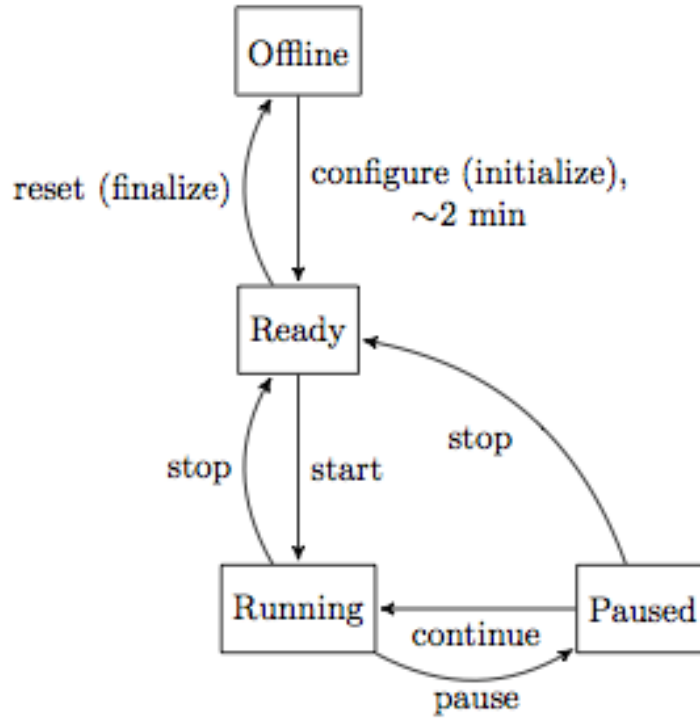 Offline
reset (finalize)
configure (initialize),
~2 min
Ready
stop
start
stop
Running
continue
Paused
pause